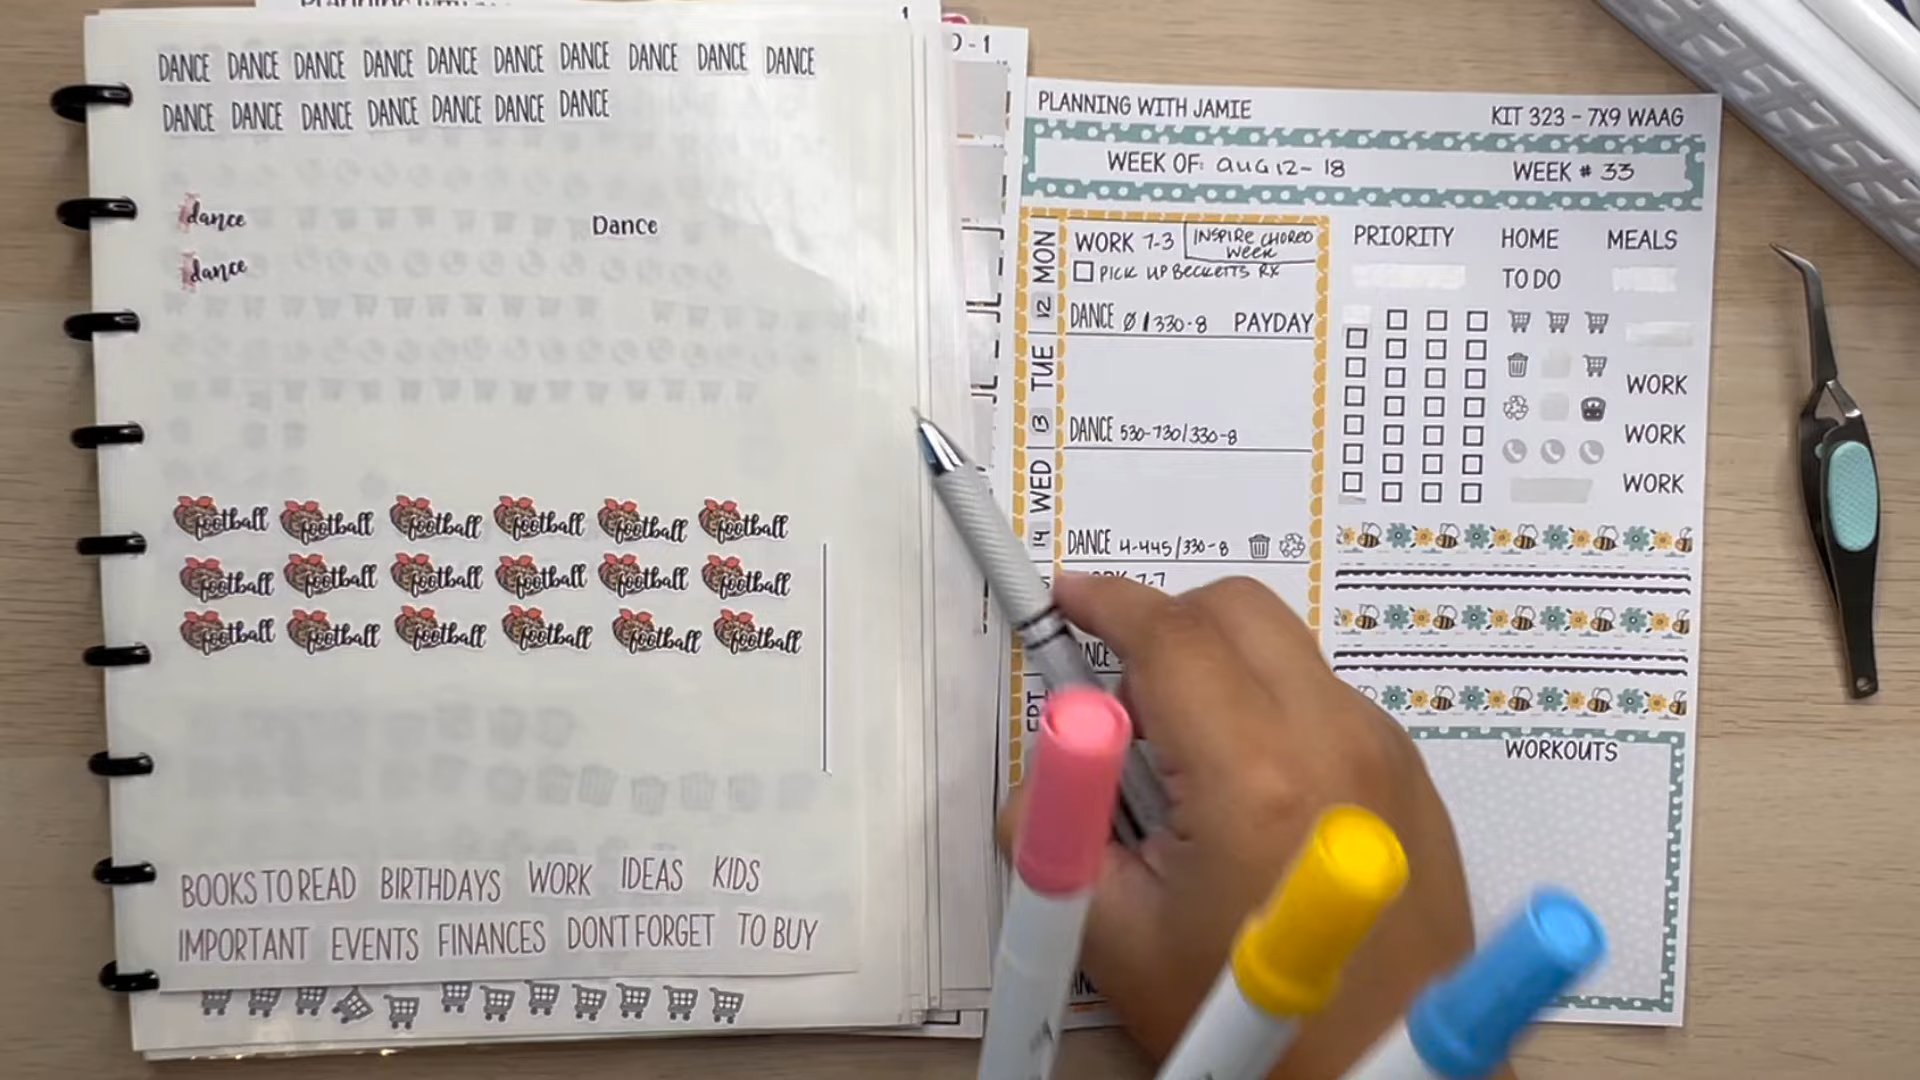 DANCE DANCE DANCE DANCE DANCE DANCE DANCE DANCE DANCE DANCE
DANCE DANCE DANCE DANCE DANCE DANCE DANCE
dance Dance
dance
football football football football football football
football football football football football football
football football football football football football
BOOKS TO READ BIRTHDAYS WORK IDEAS KIDS
IMPORTANT EVENTS FINANCES DON'T FORGET TO BUY
PLANNING WITH JAMIE KIT 323 - 7X9 WAAG
WEEK OF: AUG 12-18 WEEK # 33
MON
12
WORK 7-3
INSPIRE CHOREO
WEEK
PICK UP BECKETTS RX
DANCE Ø/330-8 PAYDAY
TUE
13
DANCE 530-730/330-8
WED
14
DANCE 4-445/330-8
7-7
PRIORITY
HOME
TO DO
MEALS
WORK
WORK
WORK
WORKOUTS